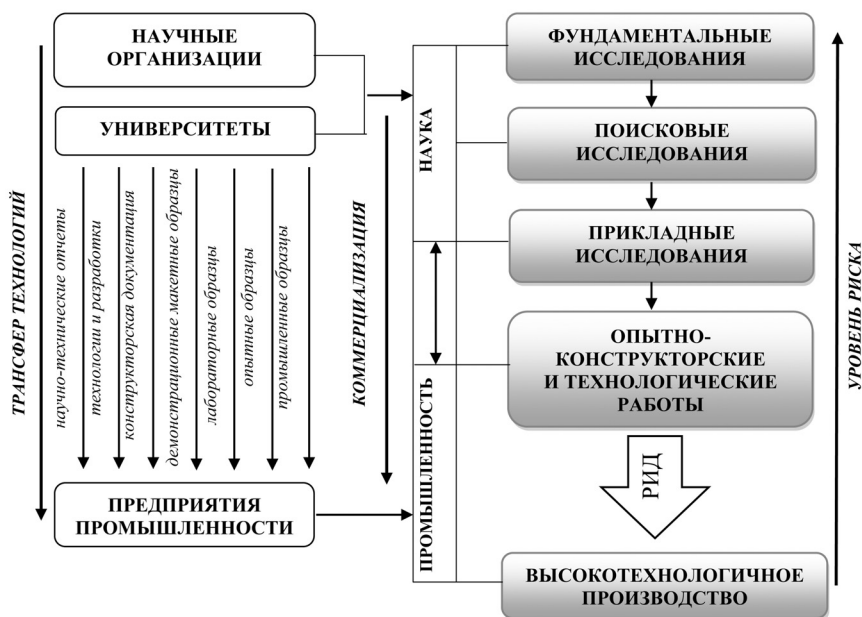 НАУЧНЫЕ
ОРГАНИЗАЦИИ
УНИВЕРСИТЕТЫ
ТРАНСФЕР ТЕХНОЛОГИЙ
научно-технические отчеты
технологии и разработки
конструкторская документация
демонстрационные макетные образцы
лабораторные образцы
опытные образцы
промышленные образцы
КОММЕРЦИАЛИЗАЦИЯ
ПРЕДПРИЯТИЯ
ПРОМЫШЛЕННОСТИ
НАУКА
ПРОМЫШЛЕННОСТЬ
ФУНДАМЕНТАЛЬНЫЕ
ИССЛЕДОВАНИЯ
ПОИСКОВЫЕ
ИССЛЕДОВАНИЯ
ПРИКЛАДНЫЕ
ИССЛЕДОВАНИЯ
ОПЫТНО-
КОНСТРУКТОРСКИЕ
И ТЕХНОЛОГИЧЕСКИЕ
РАБОТЫ
РИД
ВЫСОКОТЕХНОЛОГИЧНОЕ
ПРОИЗВОДСТВО
УРОВЕНЬ РИСКА